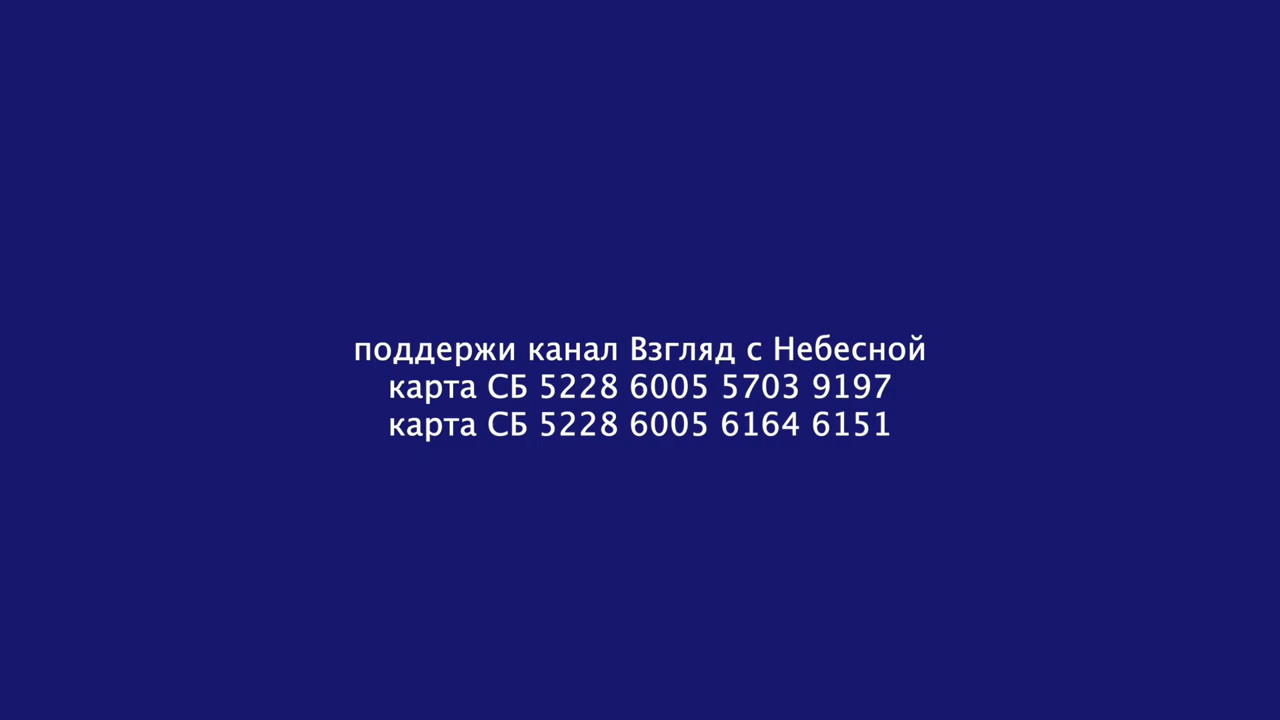 поддержи канал Взгляд с Небесной
карта СБ 5228 6005 5703 9197
карта СБ 5228 6005 6164 6151